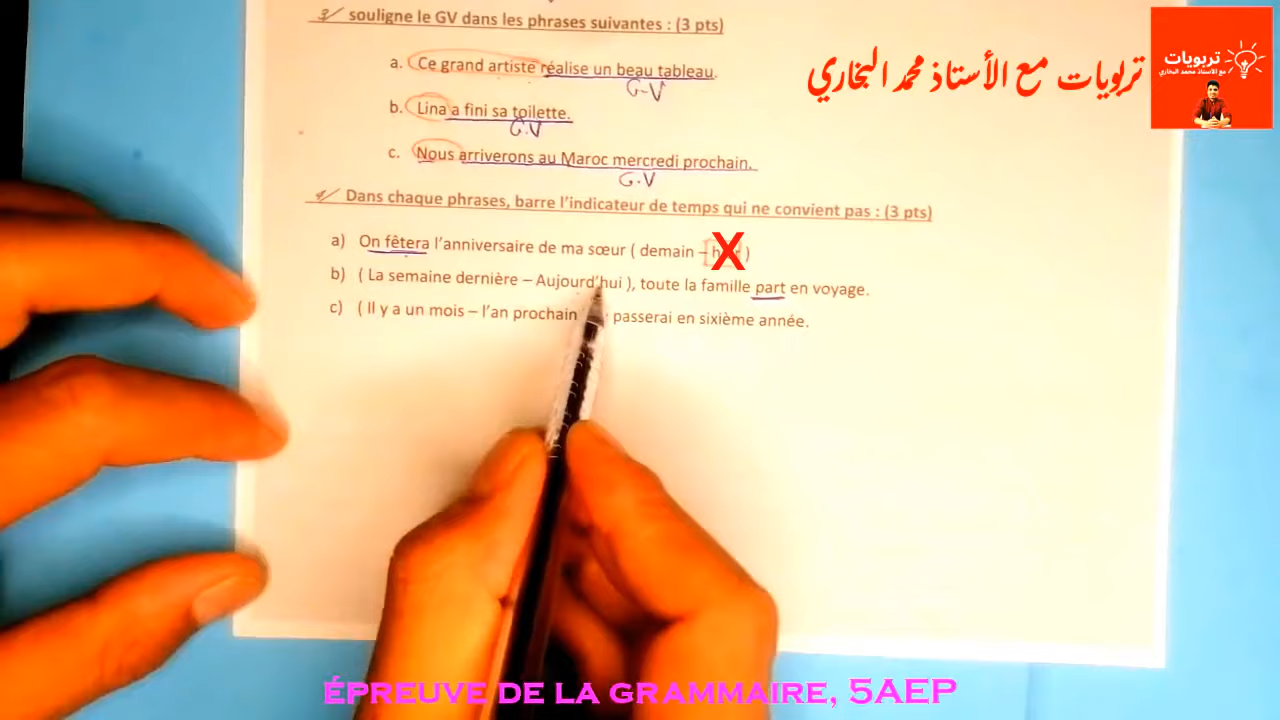 3/ souligne le GV dans les phrases suivantes : (3 pts)
a. Ce grand artiste réalise un beau tableau.
G-V
b. Lina a fini sa toilette.
G.V
c. Nous arriverons au Maroc mercredi prochain.
G.V
4/ Dans chaque phrases, barre l'indicateur de temps qui ne convient pas : (3 pts)
a) On fêtera l'anniversaire de ma sœur ( demain – X )
b) ( La semaine dernière – Aujourd'hui ), toute la famille part en voyage.
c) ( Il y a un mois – l'an prochain passerai en sixième année.
تربويات مع الأستاذ محمد البخاري
تربويات
مع الاستاذ محمد البخاري
ÉPREUVE DE LA GRAMMAIRE, 5AEP